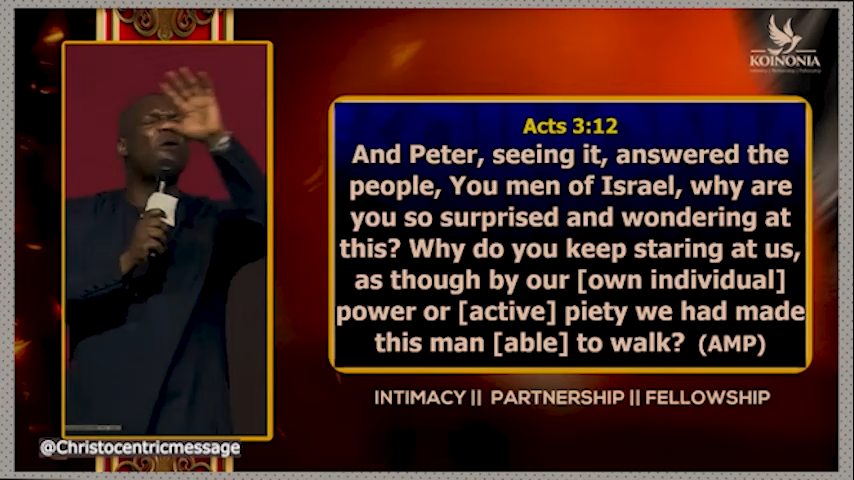 KOINONIA
Acts 3:12
And Peter, seeing it, answered the
people, You men of Israel, why are
you so surprised and wondering at
this? Why do you keep staring at us,
as though by our [own individual]
power or [active] piety we had made
this man [able] to walk? (AMP)
INTIMACY || PARTNERSHIP || FELLOWSHIP
@Christocentricmessage